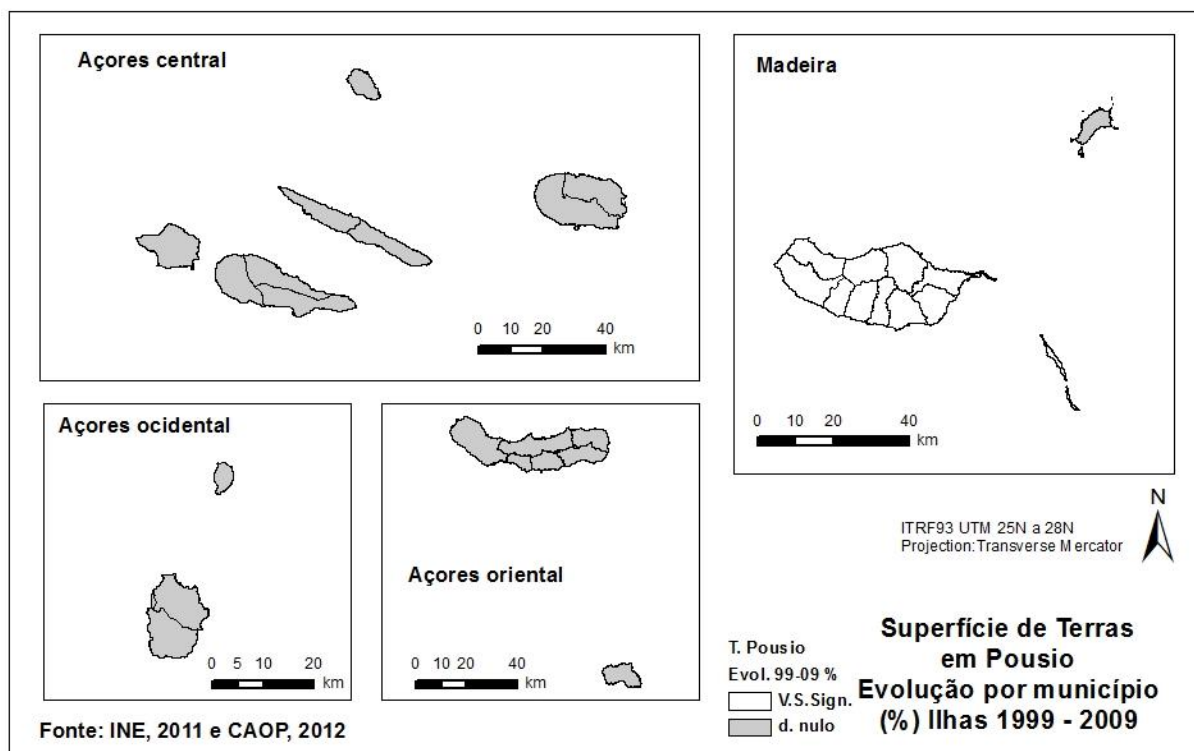 Açores central
0 10 20 40
km
Madeira
0 10 20 40
km
Açores ocidental
0 5 10 20
km
Açores oriental
0 10 20 40
km
N
ITRF93 UTM 25N a 28N
Projection:Transverse Mercator
T. Pousio
Evol. 99-09 %
V.S.Sign.
d. nulo
Superfície de Terras
em Pousio
Evolução por município
(%) Ilhas 1999 - 2009
Fonte: INE, 2011 e CAOP, 2012